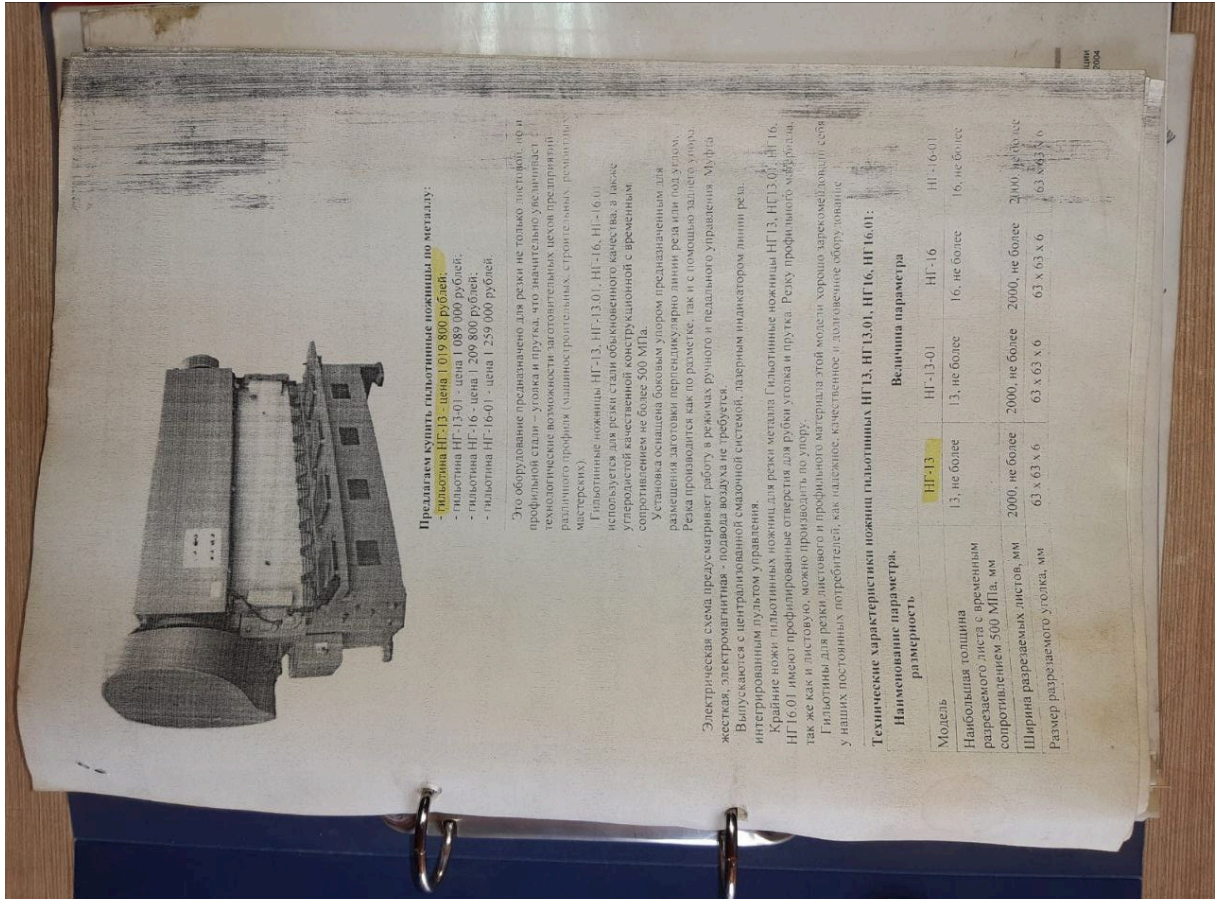 Предлагаем купить гильотинные ножницы по металлу:
- гильотина НГ-13 - цена 1 019 800 рублей;
- гильотина НГ-13-01 - цена 1 089 000 рублей;
- гильотина НГ-16 - цена 1 209 800 рублей;
- гильотина НГ-16-01 - цена 1 259 000 рублей.
Это оборудование предназначено для резки не только листовой, но и
профильной стали – уголка и прутка, что значительно увеличивает
технологические возможности заготовительных цехов предприятий
различного профиля (машиностроительных, строительных, ремонтных
мастерских)
Гильотинные ножницы НГ-13, НГ-13.01, НГ-16, НГ-16.01
используется для резки стали обыкновенного качества, а также
углеродистой качественной конструкционной с временным
сопротивлением не более 500 МПа.
Установка оснащена боковым упором предназначенным для
размещения заготовки перпендикулярно линии реза или под углом.
Резка производится как по разметке, так и с помощью заднего упора.
Электрическая схема предусматривает работу в режимах ручного и педального управления. Муфта
жесткая, электромагнитная - подвода воздуха не требуется.
Выпускаются с централизованной смазочной системой, лазерным индикатором линии реза,
интегрированным пультом управления.
Крайние ножи гильотинных ножниц для резки металла Гильотинные ножницы НГ13, НГ13.01, НГ16,
НГ16.01 имеют профилированные отверстия для рубки уголка и прутка. Резку профильного материала,
так же как и листовую, можно производить по упору.
Гильотины для резки листового и профильного материала этой модели хорошо зарекомендовали себя
у наших постоянных потребителей, как надежное, качественное и долговечное оборудование
Технические характеристики ножниц гильотинных НГ13, НГ13.01, НГ16, НГ16.01:
Наименование параметра, Величина параметра
размерность
Модель НГ-13 НГ-13-01 НГ-16 НГ-16-01
Наибольшая толщина 13, не более 13, не более 16, не более 16, не более
разрезаемого листа с временным
сопротивлением 500 МПа, мм
Ширина разрезаемых листов, мм 2000, не более 2000, не более 2000, не более 2000, не более
Размер разрезаемого уголка, мм 63 х 63 х 6 63 х 63 х 6 63 х 63 х 6 63 х 63 х 6
2004